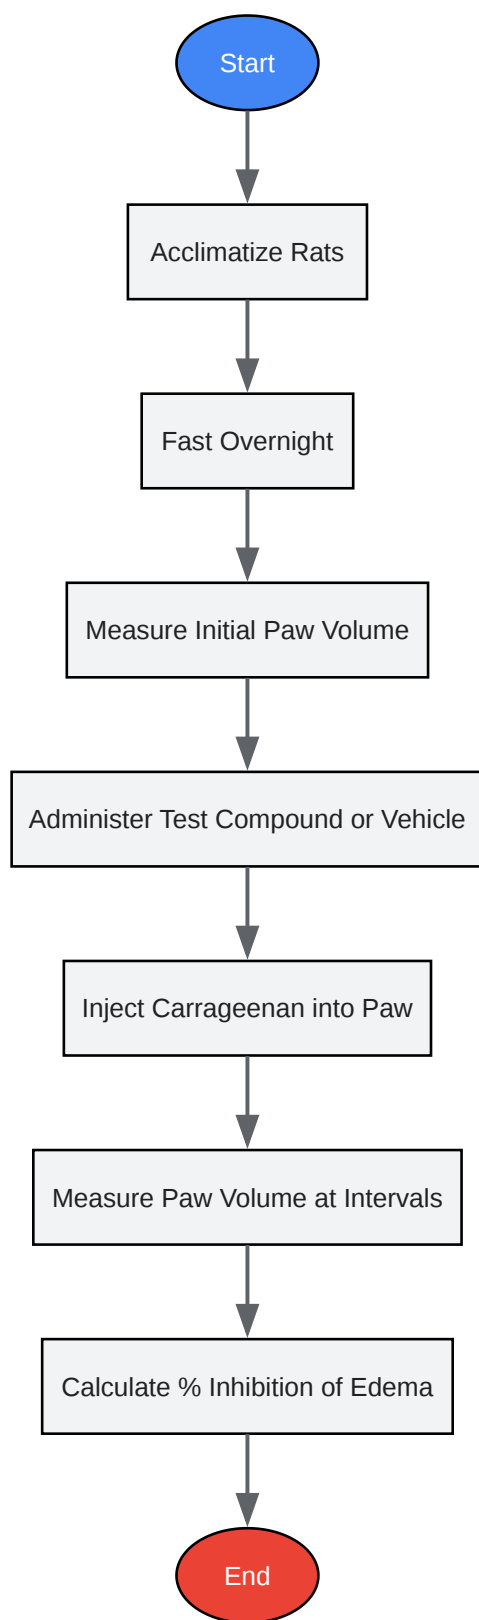 Start
Acclimatize Rats
Fast Overnight
Measure Initial Paw Volume
Administer Test Compound or Vehicle
Inject Carrageenan into Paw
Measure Paw Volume at Intervals
Calculate % Inhibition of Edema
End